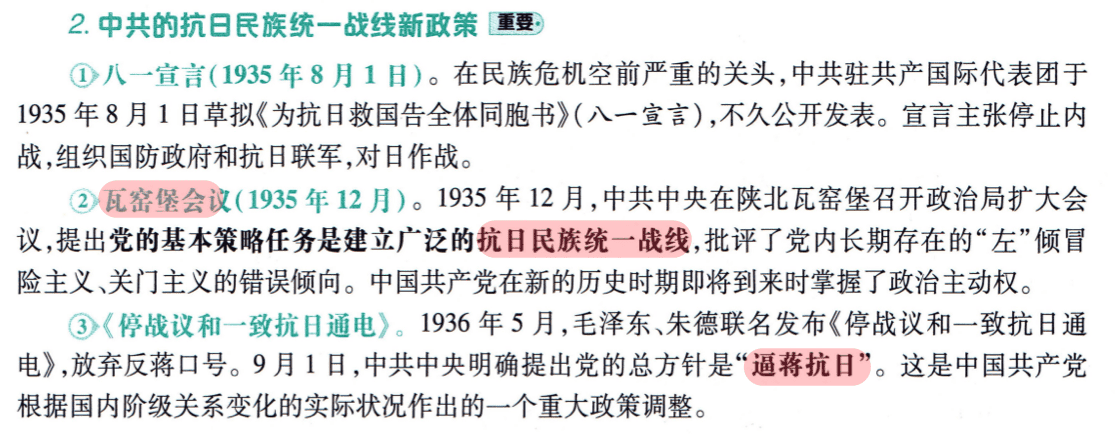 2. 中共的抗日民族统一战线新政策 重要
①八一宣言(1935 年 8 月 1 日)。在民族危机空前严重的关头,中共驻共产国际代表团于
1935 年 8 月 1 日草拟《为抗日救国告全体同胞书》(八一宣言),不久公开发表。宣言主张停止内
战,组织国防政府和抗日联军,对日作战。
②瓦窑堡会议(1935 年 12 月)。1935 年 12 月,中共中央在陕北瓦窑堡召开政治局扩大会
议,提出党的基本策略任务是建立广泛的抗日民族统一战线,批评了党内长期存在的“左”倾冒
险主义、关门主义的错误倾向。中国共产党在新的历史时期即将到来时掌握了政治主动权。
③《停战议和一致抗日通电》。1936 年 5 月,毛泽东、朱德联名发布《停战议和一致抗日通
电》,放弃反蒋口号。9 月 1 日,中共中央明确提出党的总方针是“逼蒋抗日”。这是中国共产党
根据国内阶级关系变化的实际状况作出的一个重大政策调整。